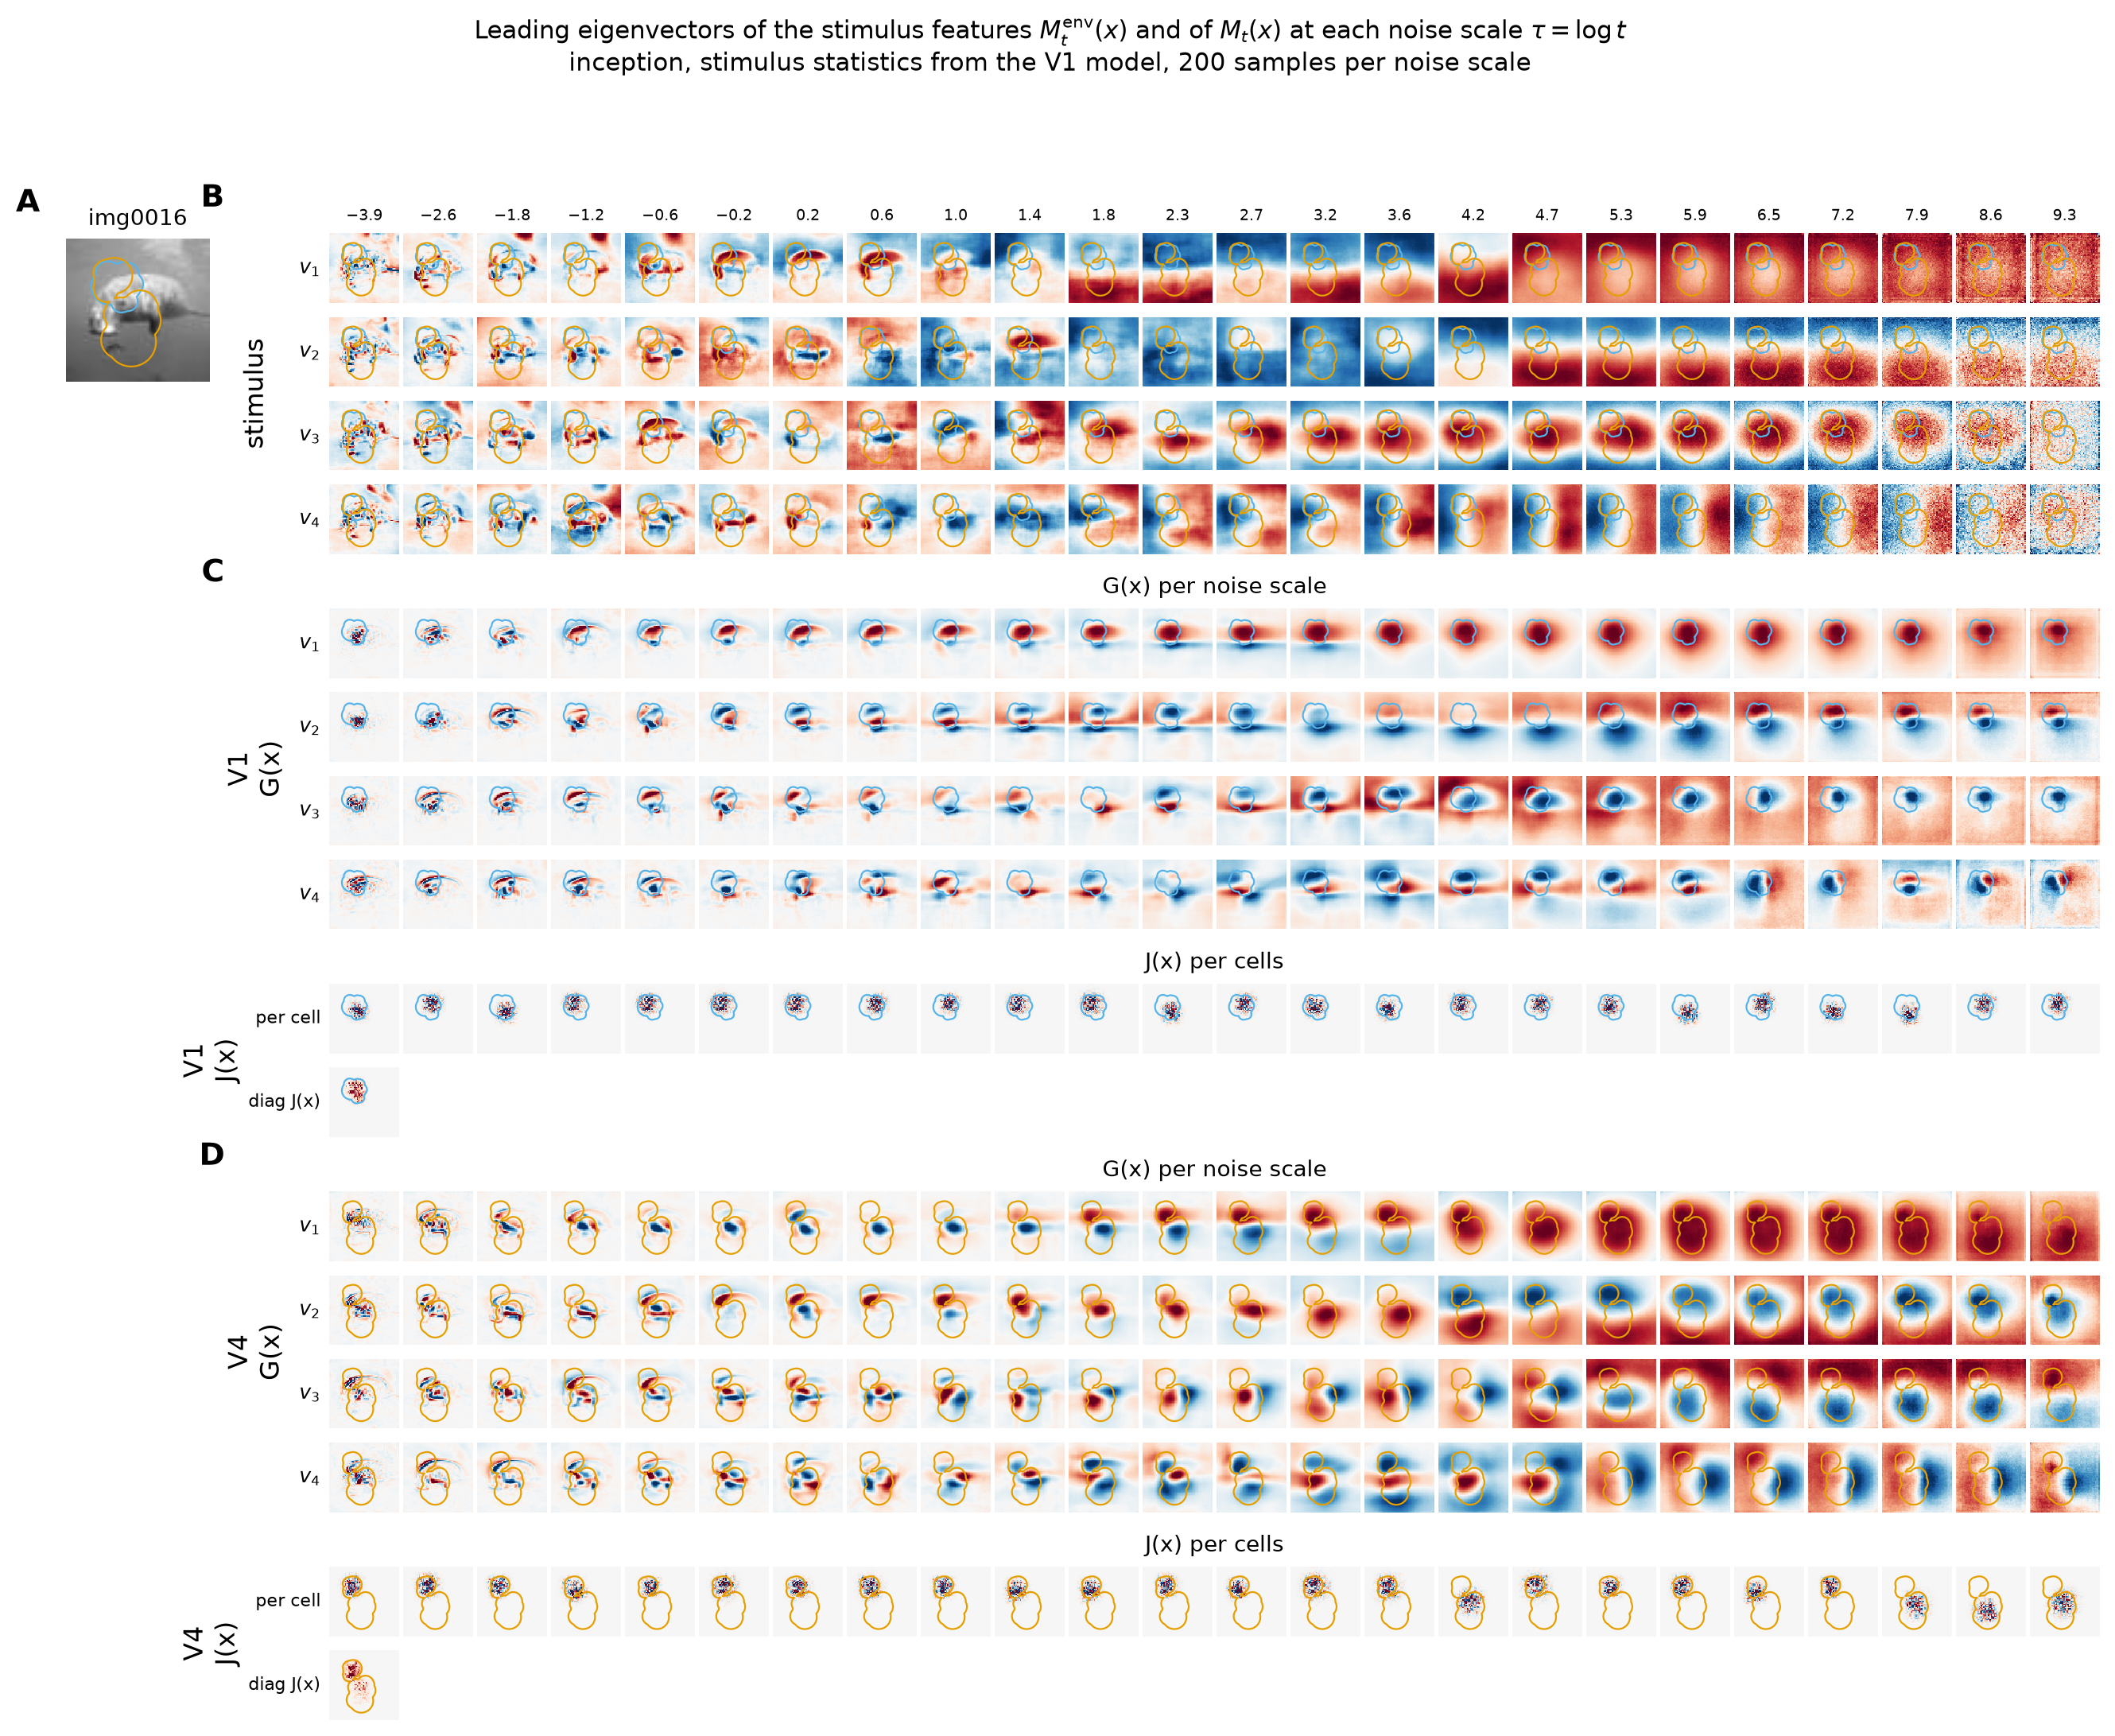 Leading eigenvectors of the stimulus features $M_t^{\mathrm{env}}(x)$ and of $M_t(x)$ at each noise scale $\tau = \log t$
inception, stimulus statistics from the V1 model, 200 samples per noise scale
A
img0016
B
−3.9 −2.6 −1.8 −1.2 −0.6 −0.2 0.2 0.6 1.0 1.4 1.8 2.3 2.7 3.2 3.6 4.2 4.7 5.3 5.9 6.5 7.2 7.9 8.6 9.3
stimulus
v₁
v₂
v₃
v₄
C
G(x) per noise scale
V1
G(x)
v₁
v₂
v₃
v₄
J(x) per cells
V1
J(x)
per cell
diag J(x)
D
G(x) per noise scale
V4
G(x)
v₁
v₂
v₃
v₄
J(x) per cells
V4
J(x)
per cell
diag J(x)